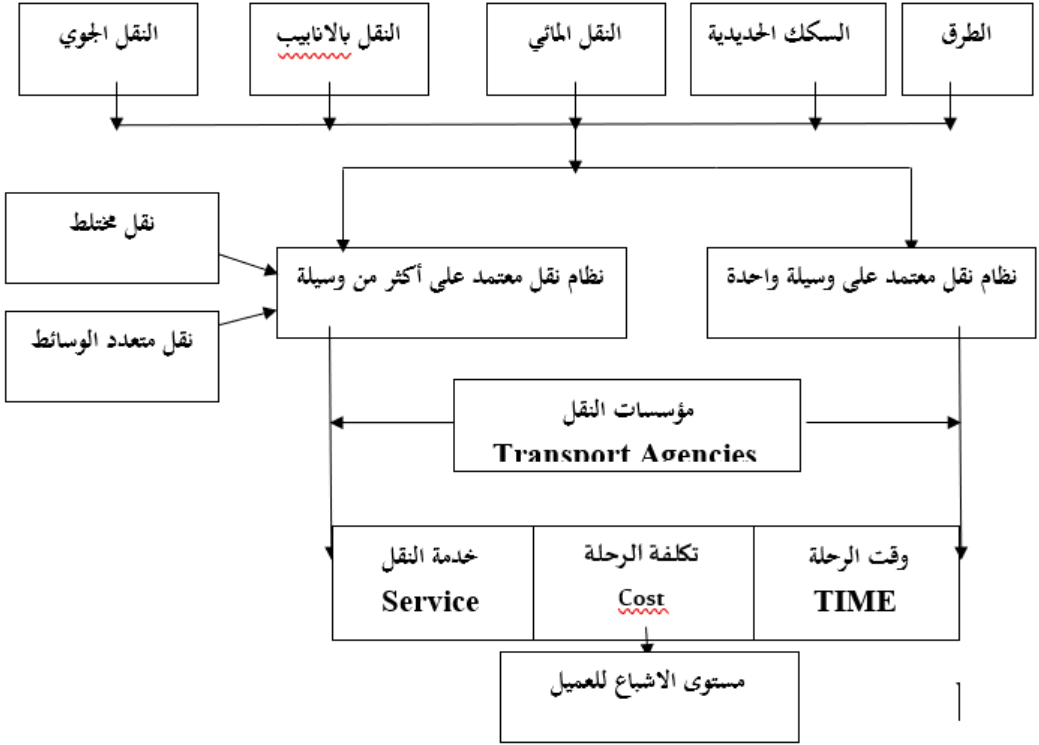 الطرق
السكك الحديدية
النقل المائي
النقل بالانابيب
النقل الجوي
نقل مختلط
نظام نقل معتمد على وسيلة واحدة
نظام نقل معتمد على أكثر من وسيلة
نقل متعدد الوسائط
مؤسسات النقل
Transport Agencies
وقت الرحلة
TIME
تكلفة الرحلة
Cost
خدمة النقل
Service
مستوى الاشباع للعميل